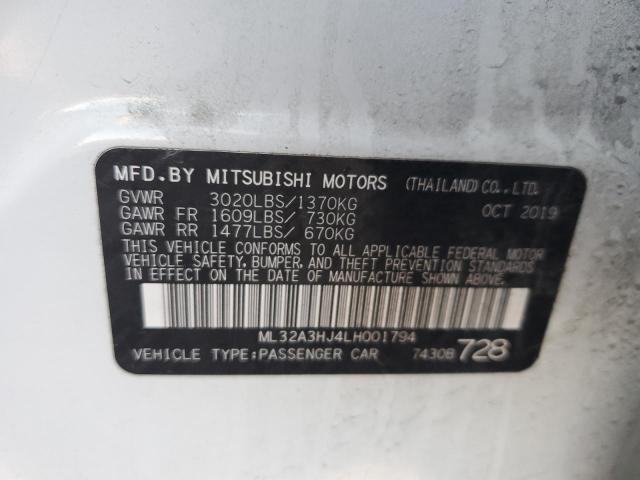 MFD.BY MITSUBISHI MOTORS (THAILAND) CO.,LTD.
GVWR 3020LBS/1370KG OCT 2019
GAWR FR 1609LBS/ 730KG
GAWR RR 1477LBS/ 670KG
THIS VEHICLE CONFORMS TO ALL APPLICABLE FEDERAL MOTOR
VEHICLE SAFETY, BUMPER, AND THEFT PREVENTION STANDARDS
IN EFFECT ON THE DATE OF MANUFACTURE SHOWN ABOVE.
ML32A3HJ4LH001794
VEHICLE TYPE:PASSENGER CAR 7430B 728